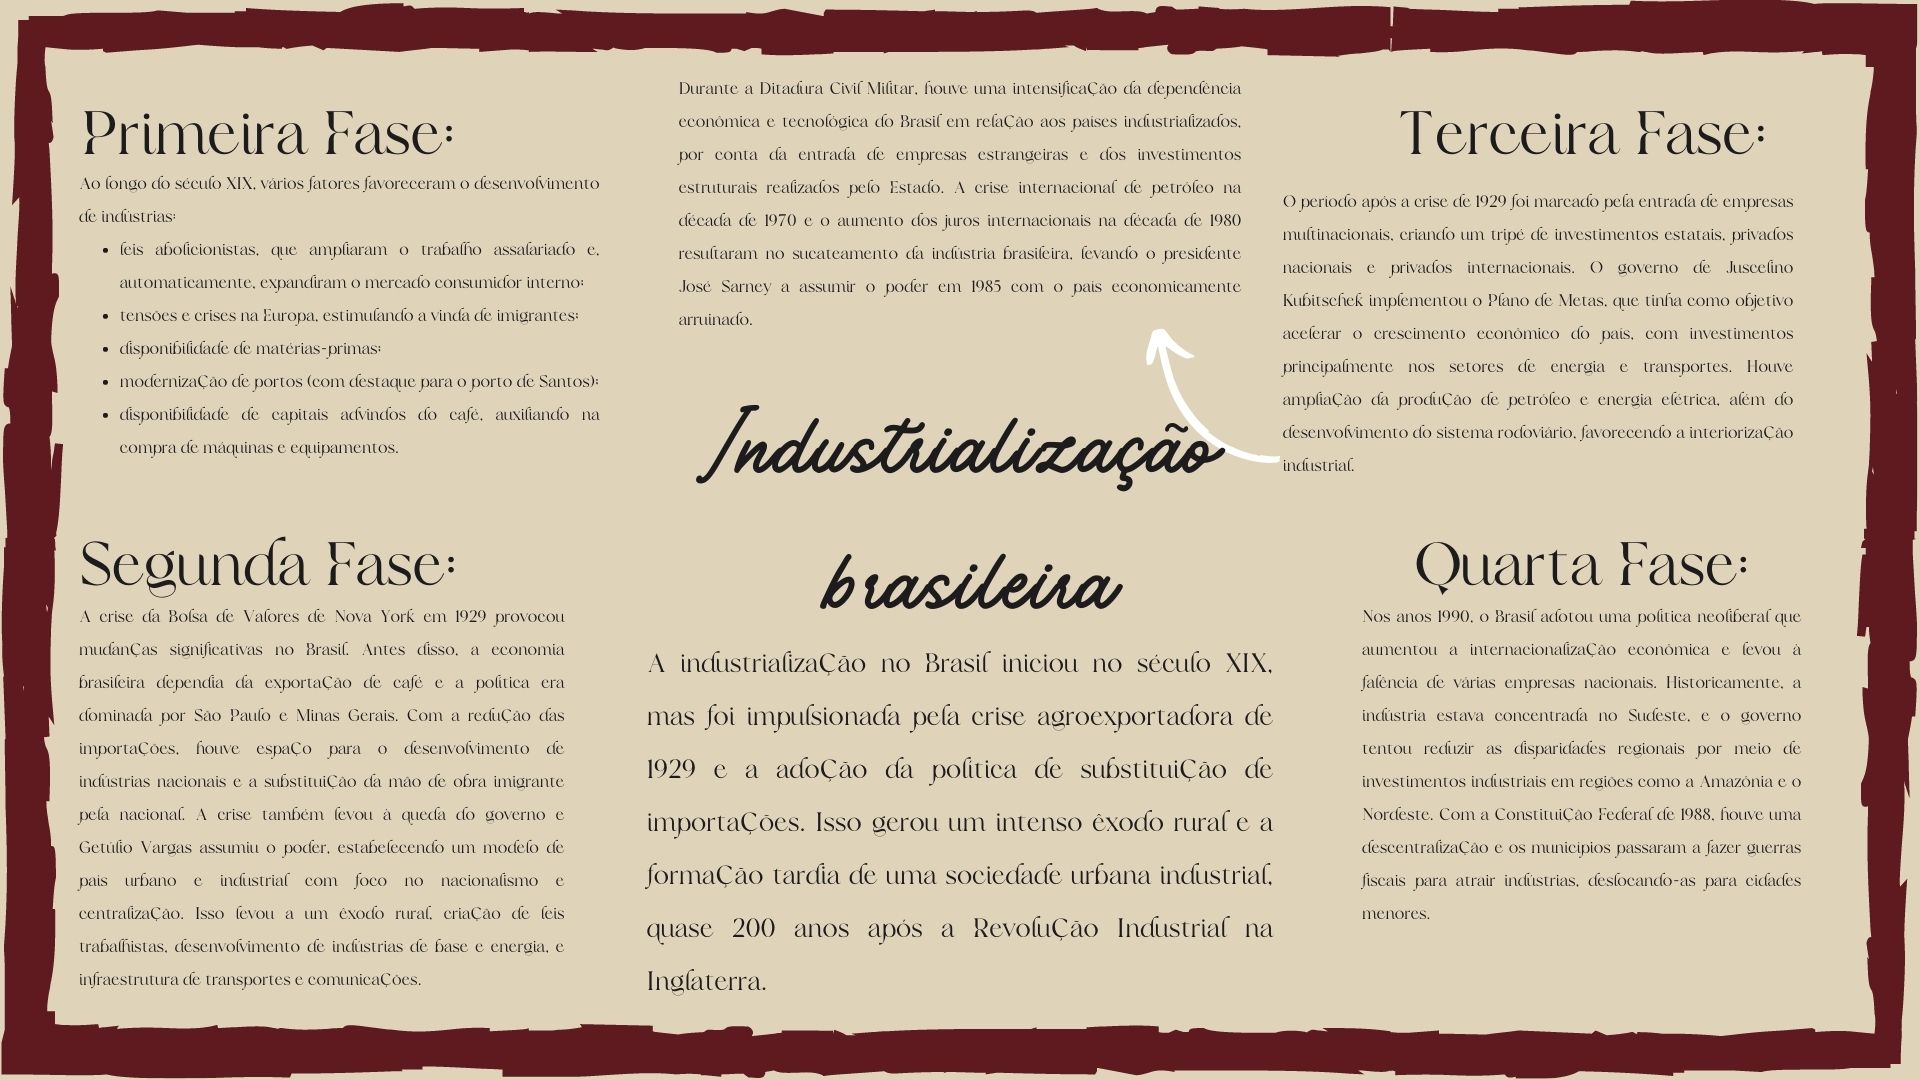 Primeira Fase:
Ao longo do século XIX, vários fatores favoreceram o desenvolvimento
de indústrias:
• leis abolicionistas, que ampliaram o trabalho assalariado e,
automaticamente, expandiram o mercado consumidor interno;
• tensões e crises na Europa, estimulando a vinda de imigrantes;
• disponibilidade de matérias-primas;
• modernizaÇão de portos (com destaque para o porto de Santos);
• disponibilidade de capitais advindos do café, auxiliando na
compra de máquinas e equipamentos.
Segunda Fase:
A crise da Bolsa de Valores de Nova York em 1929 provocou
mudanÇas significativas no Brasil. Antes disso, a economia
brasileira dependia da exportaÇão de café e a política era
dominada por São Paulo e Minas Gerais. Com a reduÇão das
importaÇões, houve espaÇo para o desenvolvimento de
indústrias nacionais e a substituiÇão da mão de obra imigrante
pela nacional. A crise também levou à queda do governo e
Getúlio Vargas assumiu o poder, estabelecendo um modelo de
país urbano e industrial com foco no nacionalismo e
centralizaÇão. Isso levou a um êxodo rural, criaÇão de leis
trabalhistas, desenvolvimento de indústrias de base e energia, e
infraestrutura de transportes e comunicaÇões.
Durante a Ditadura Civil Militar, houve uma intensificaÇão da dependência
econômica e tecnológica do Brasil em relaÇão aos países industrializados,
por conta da entrada de empresas estrangeiras e dos investimentos
estruturais realizados pelo Estado. A crise internacional de petróleo na
década de 1970 e o aumento dos juros internacionais na década de 1980
resultaram no sucateamento da indústria brasileira, levando o presidente
José Sarney a assumir o poder em 1985 com o país economicamente
arruinado.
Industrialização
brasileira
A industrializaÇão no Brasil iniciou no século XIX,
mas foi impulsionada pela crise agroexportadora de
1929 e a adoÇão da política de substituiÇão de
importaÇões. Isso gerou um intenso êxodo rural e a
formaÇão tardia de uma sociedade urbana industrial,
quase 200 anos após a RevoluÇão Industrial na
Inglaterra.
Terceira Fase:
O período após a crise de 1929 foi marcado pela entrada de empresas
multinacionais, criando um tripé de investimentos estatais, privados
nacionais e privados internacionais. O governo de Juscelino
Kubitschek implementou o Plano de Metas, que tinha como objetivo
acelerar o crescimento econômico do país, com investimentos
principalmente nos setores de energia e transportes. Houve
ampliaÇão da produÇão de petróleo e energia elétrica, além do
desenvolvimento do sistema rodoviário, favorecendo a interiorizaÇão
industrial.
Quarta Fase:
Nos anos 1990, o Brasil adotou uma política neoliberal que
aumentou a internacionalizaÇão econômica e levou à
falência de várias empresas nacionais. Historicamente, a
indústria estava concentrada no Sudeste, e o governo
tentou reduzir as disparidades regionais por meio de
investimentos industriais em regiões como a Amazônia e o
Nordeste. Com a ConstituiÇão Federal de 1988, houve uma
descentralizaÇão e os municípios passaram a fazer guerras
fiscais para atrair indústrias, deslocando-as para cidades
menores.